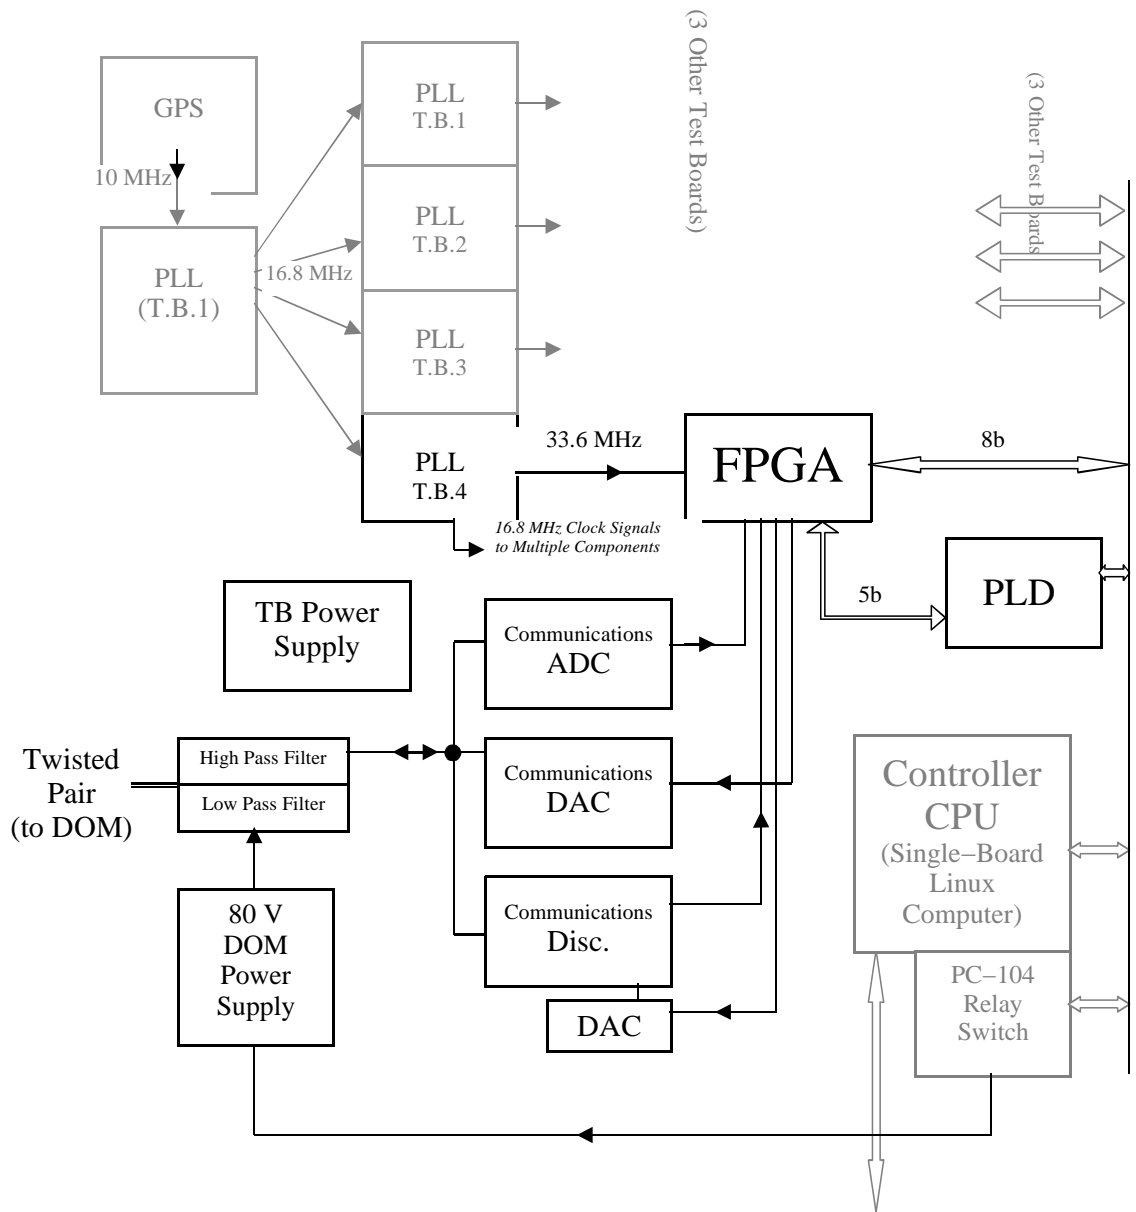 (3 Other Test Boards)
(3 Other Test Boards
GPS
10 MHz
PLL
(T.B.1)
16.8 MHz
PLL
T.B.1
PLL
T.B.2
PLL
T.B.3
PLL
T.B.4
33.6 MHz
16.8 MHz Clock Signals
to Multiple Components
FPGA
8b
5b
PLD
TB Power
Supply
Communications
ADC
Twisted
Pair
(to DOM)
High Pass Filter
Low Pass Filter
Communications
DAC
Communications
Disc.
DAC
80 V
DOM
Power
Supply
Controller
CPU
(Single−Board
Linux
Computer)
PC−104
Relay
Switch